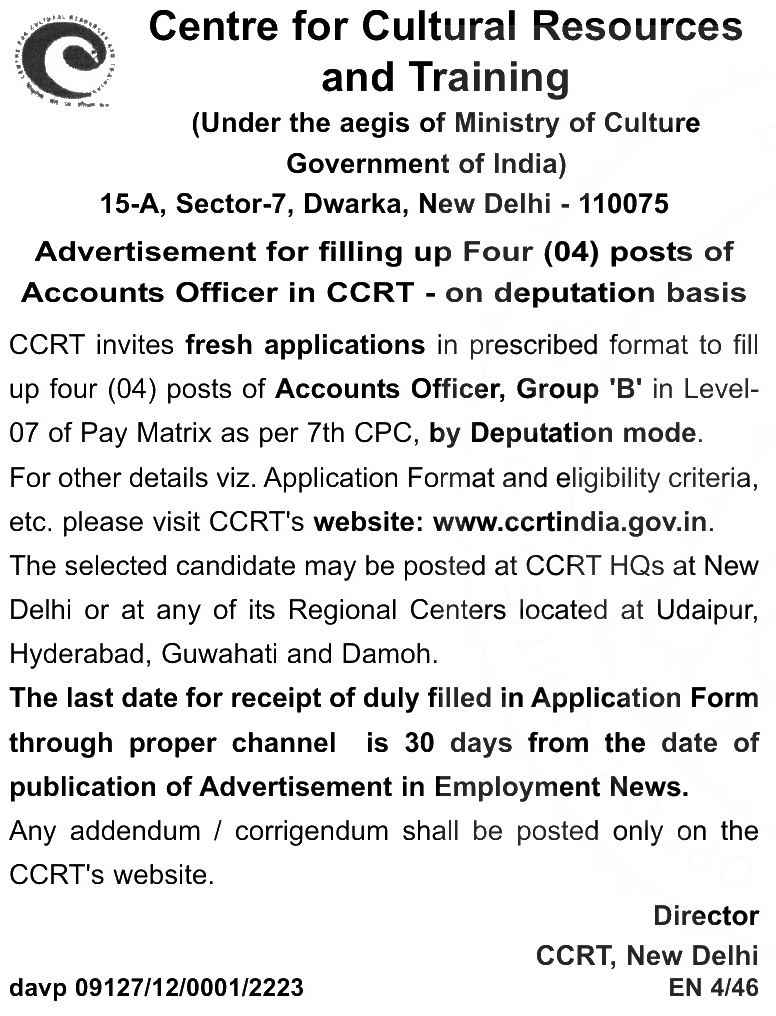 Centre for Cultural Resources
and Training
(Under the aegis of Ministry of Culture
Government of India)
15-A, Sector-7, Dwarka, New Delhi - 110075
Advertisement for filling up Four (04) posts of
Accounts Officer in CCRT - on deputation basis
CCRT invites fresh applications in prescribed format to fill
up four (04) posts of Accounts Officer, Group 'B' in Level-
07 of Pay Matrix as per 7th CPC, by Deputation mode.
For other details viz. Application Format and eligibility criteria,
etc. please visit CCRT's website: www.ccrtindia.gov.in.
The selected candidate may be posted at CCRT HQs at New
Delhi or at any of its Regional Centers located at Udaipur,
Hyderabad, Guwahati and Damoh.
The last date for receipt of duly filled in Application Form
through proper channel is 30 days from the date of
publication of Advertisement in Employment News.
Any addendum / corrigendum shall be posted only on the
CCRT's website.
Director
CCRT, New Delhi
davp 09127/12/0001/2223 EN 4/46